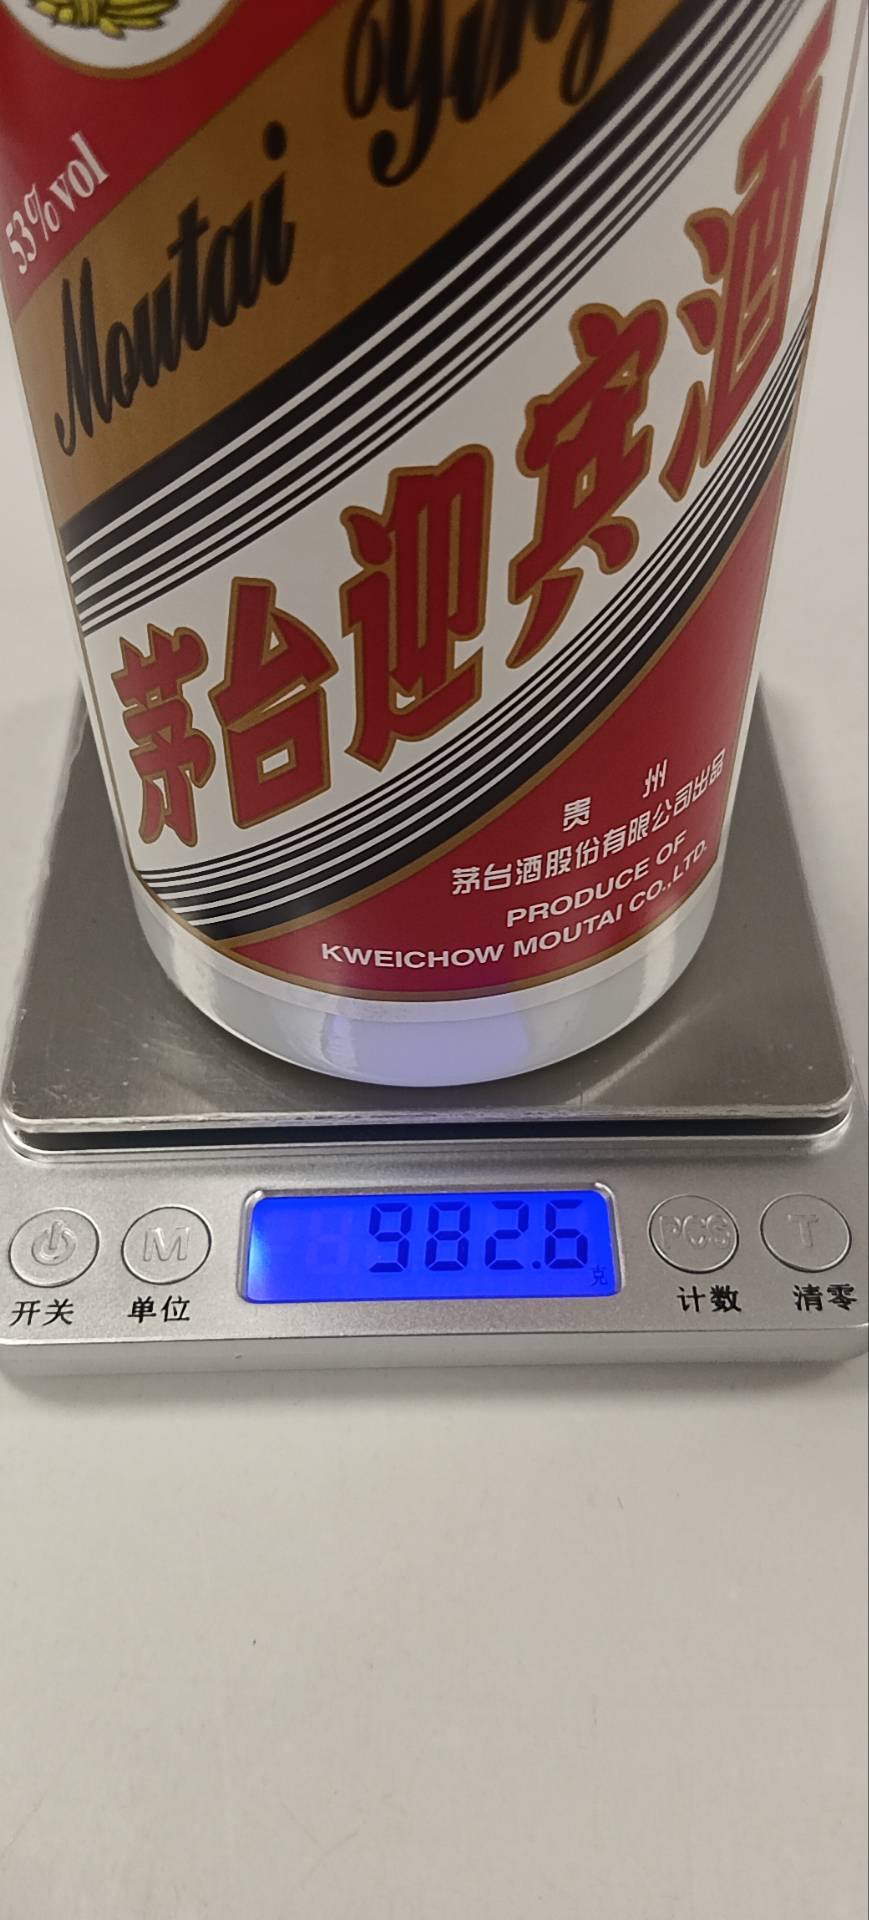 53%vol
Moutai Ying
茅台迎宾酒
贵州
茅台酒股份有限公司出品
PRODUCE OF
KWEICHOW MOUTAI CO.,LTD.
982.6
克
M
PCS
T
开关
单位
计数
清零